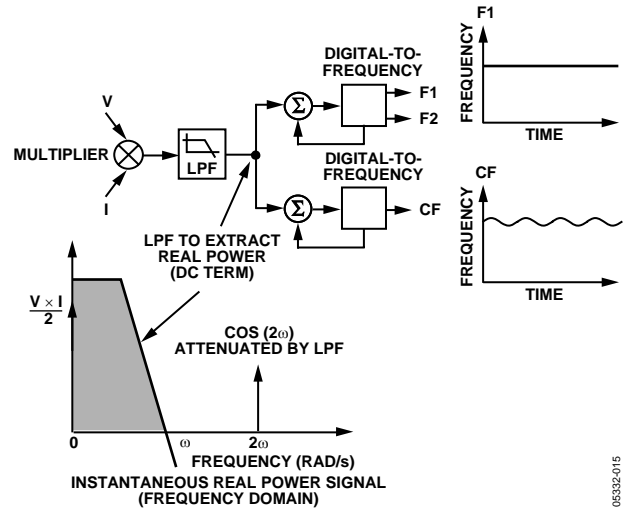 DIGITAL-TO-
FREQUENCY
V
MULTIPLIER
I
LPF
Σ
F1
F2
DIGITAL-TO-
FREQUENCY
Σ
CF
F1
FREQUENCY
TIME
CF
FREQUENCY
TIME
LPF TO EXTRACT
REAL POWER
(DC TERM)
V × I
2
COS (2ω)
ATTENUATED BY LPF
0
ω
2ω
FREQUENCY (RAD/s)
INSTANTANEOUS REAL POWER SIGNAL
(FREQUENCY DOMAIN)
05332-015